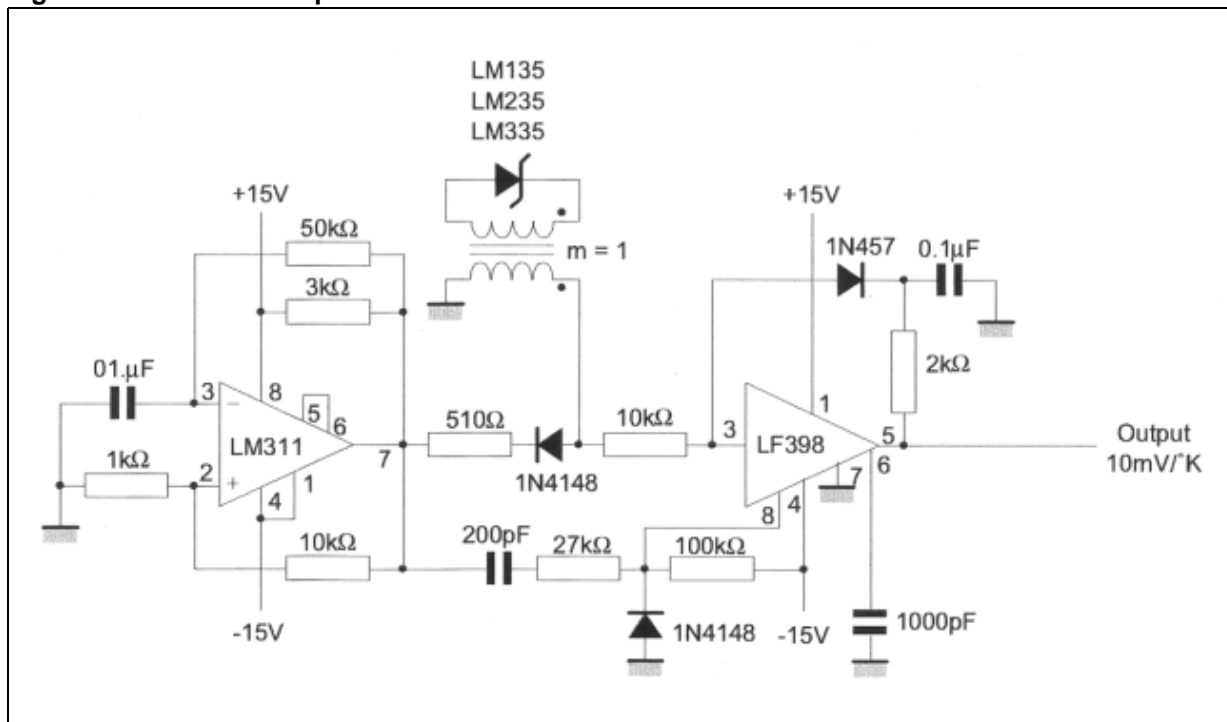 LM135
LM235
LM335
+15V
50kΩ
3kΩ
m = 1
+15V
1N457
0.1µF
2kΩ
01.µF
3
−
8
5
6
LM311
7
1kΩ
2
+
4
1
510Ω
1N4148
10kΩ
3
1
LF398
5
6
7
8
4
Output
10mV/°K
10kΩ
200pF
27kΩ
100kΩ
-15V
1N4148
-15V
1000pF